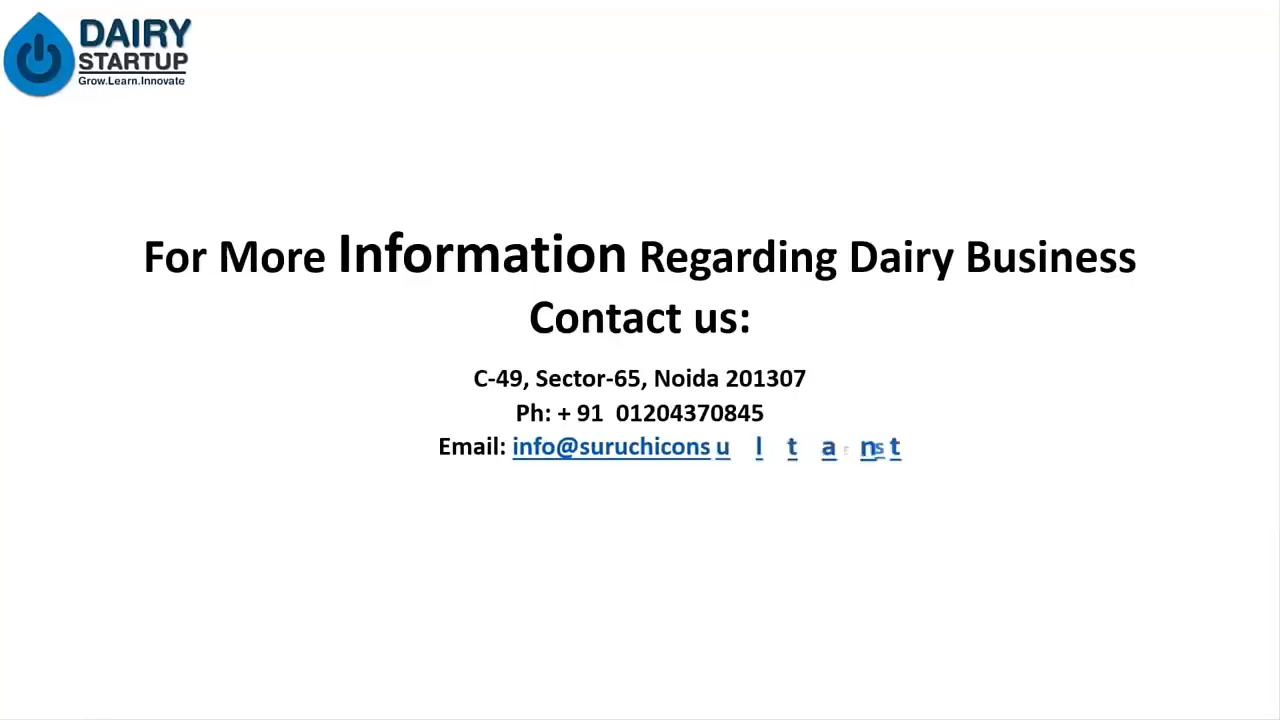 DAIRY
STARTUP
Grow.Learn.Innovate
For More Information Regarding Dairy Business
Contact us:
C-49, Sector-65, Noida 201307
Ph: + 91 01204370845
Email: info@suruchiconsultanst